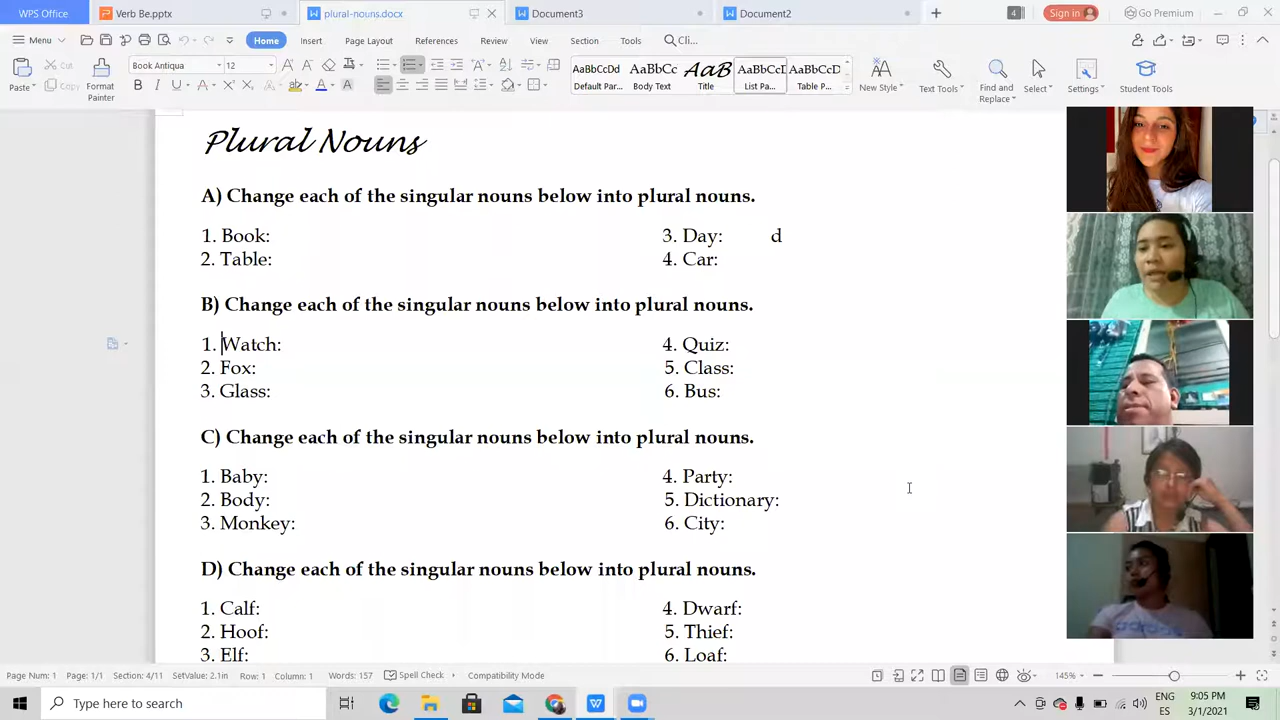 WPS Office Verb Be.pptx plural-nouns.docx Document3 Document2 + 4 Sign in Go Premium
Menu Home Insert Page Layout References Review View Section Tools Cli...
Paste Cut Copy Format Painter Book Antiqua 12 AaBbCcDd Default Par... AaBbCc Body Text AaB Title AaBbCcI List Pa... AaBbC Table P... New Style Text Tools Find and Replace Select Settings Student Tools
Plural Nouns
A) Change each of the singular nouns below into plural nouns.
1. Book: 3. Day: d
2. Table: 4. Car:
B) Change each of the singular nouns below into plural nouns.
1. Watch: 4. Quiz:
2. Fox: 5. Class:
3. Glass: 6. Bus:
C) Change each of the singular nouns below into plural nouns.
1. Baby: 4. Party:
2. Body: 5. Dictionary:
3. Monkey: 6. City:
D) Change each of the singular nouns below into plural nouns.
1. Calf: 4. Dwarf:
2. Hoof: 5. Thief:
3. Elf: 6. Loaf:
Page Num: 1 Page: 1/1 Section: 4/11 SetValue: 2in Row: 1 Column: 1 Words: 157 Spell Check Compatibility Mode 145%
Type here to search ENG ES 9:05 PM 3/1/2021